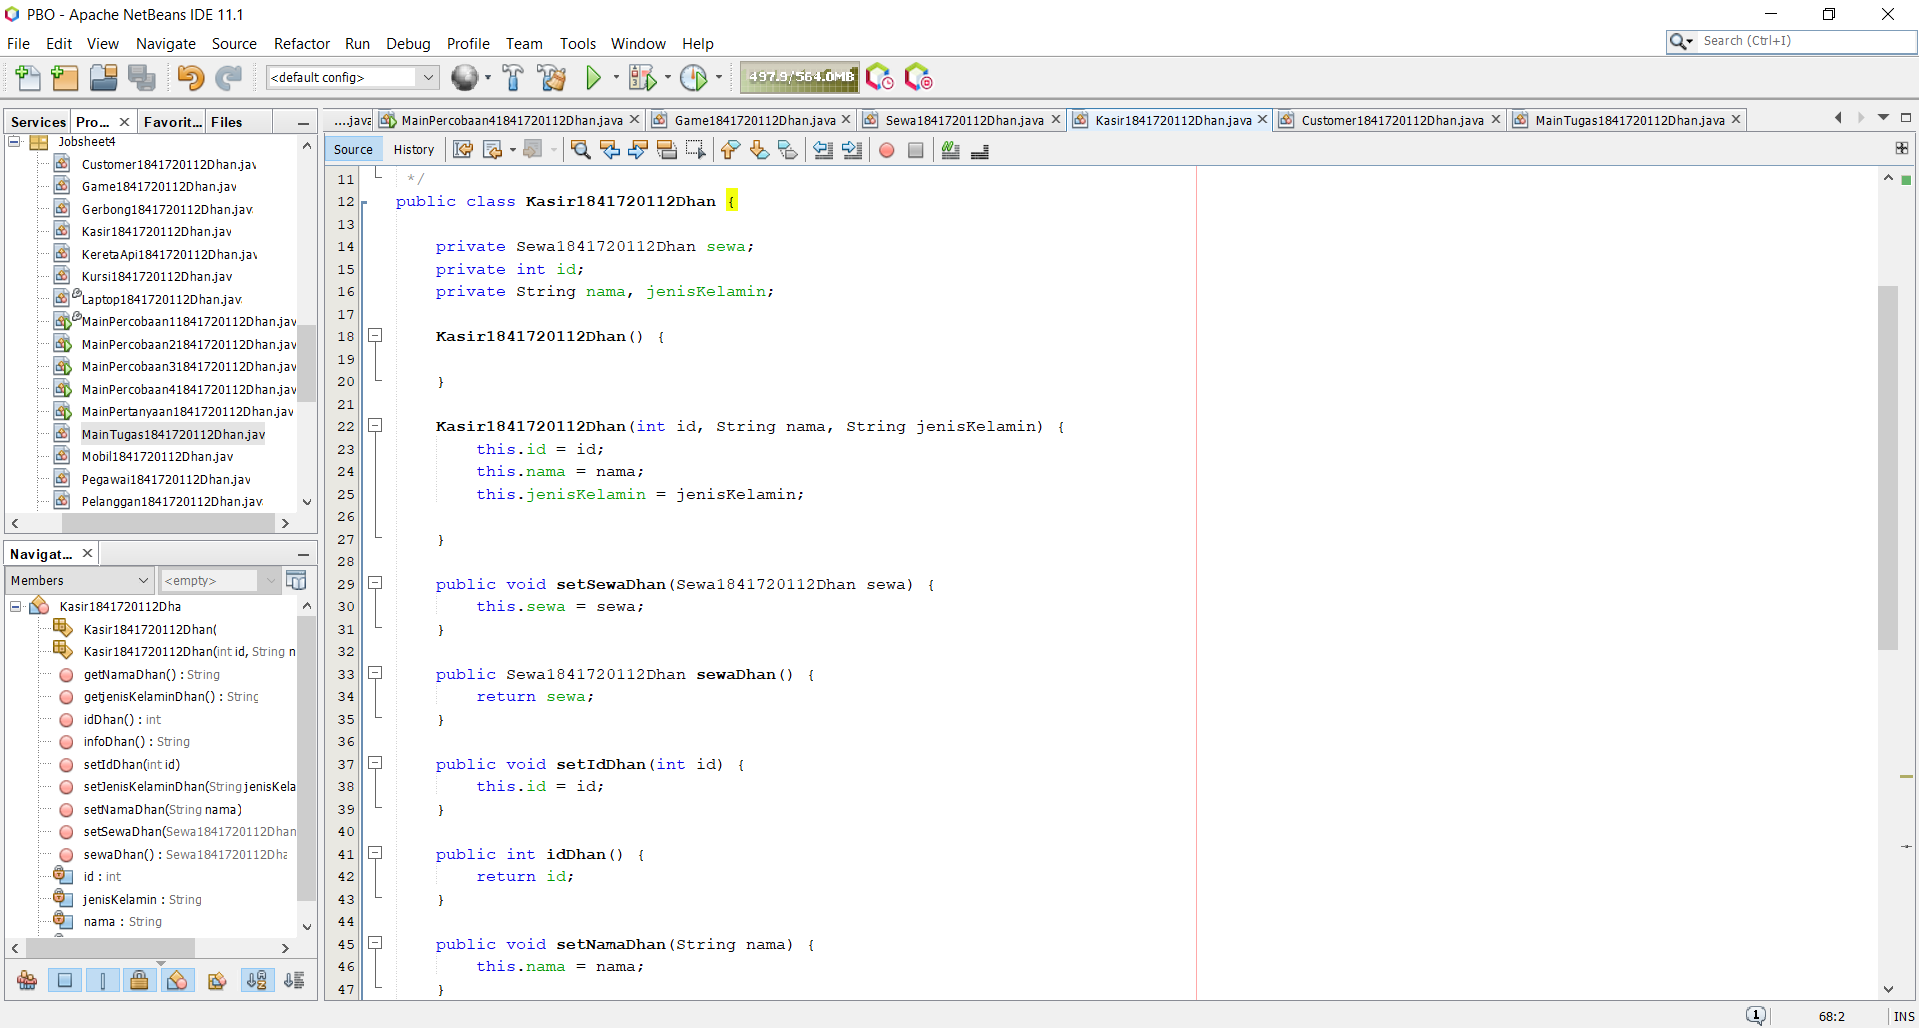 PBO - Apache NetBeans IDE 11.1
File Edit View Navigate Source Refactor Run Debug Profile Team Tools Window Help
Search (Ctrl+I)
<default config>
497.9/564.0MB
Services Pro... Favorit... Files
Jobsheet4
Customer1841720112Dhan.jav
Game1841720112Dhan.jav
Gerbong1841720112Dhan.jav
Kasir1841720112Dhan.jav
KeretaApi1841720112Dhan.jav
Kursi1841720112Dhan.jav
Laptop1841720112Dhan.jav
MainPercobaan11841720112Dhan.jav
MainPercobaan21841720112Dhan.jav
MainPercobaan31841720112Dhan.jav
MainPercobaan41841720112Dhan.jav
MainPertanyaan1841720112Dhan.jav
MainTugas1841720112Dhan.jav
Mobil1841720112Dhan.jav
Pegawai1841720112Dhan.jav
Pelanggan1841720112Dhan.jav
Navigat...
Members <empty>
Kasir1841720112Dha
Kasir1841720112Dhan(
Kasir1841720112Dhan(int id, String n
getNamaDhan() : String
getjenisKelaminDhan() : String
idDhan() : int
infoDhan() : String
setIdDhan(int id)
setJenisKelaminDhan(String jenisKela
setNamaDhan(String nama)
setSewaDhan(Sewa1841720112Dhan
sewaDhan() : Sewa1841720112Dha
id : int
jenisKelamin : String
nama : String
....java MainPercobaan41841720112Dhan.java Game1841720112Dhan.java Sewa1841720112Dhan.java Kasir1841720112Dhan.java Customer1841720112Dhan.java MainTugas1841720112Dhan.java
Source History
11 */
12 public class Kasir1841720112Dhan {
13
14 private Sewa1841720112Dhan sewa;
15 private int id;
16 private String nama, jenisKelamin;
17
18 Kasir1841720112Dhan() {
19
20 }
21
22 Kasir1841720112Dhan(int id, String nama, String jenisKelamin) {
23 this.id = id;
24 this.nama = nama;
25 this.jenisKelamin = jenisKelamin;
26
27 }
28
29 public void setSewaDhan(Sewa1841720112Dhan sewa) {
30 this.sewa = sewa;
31 }
32
33 public Sewa1841720112Dhan sewaDhan() {
34 return sewa;
35 }
36
37 public void setIdDhan(int id) {
38 this.id = id;
39 }
40
41 public int idDhan() {
42 return id;
43 }
44
45 public void setNamaDhan(String nama) {
46 this.nama = nama;
47 }
1 68:2 INS